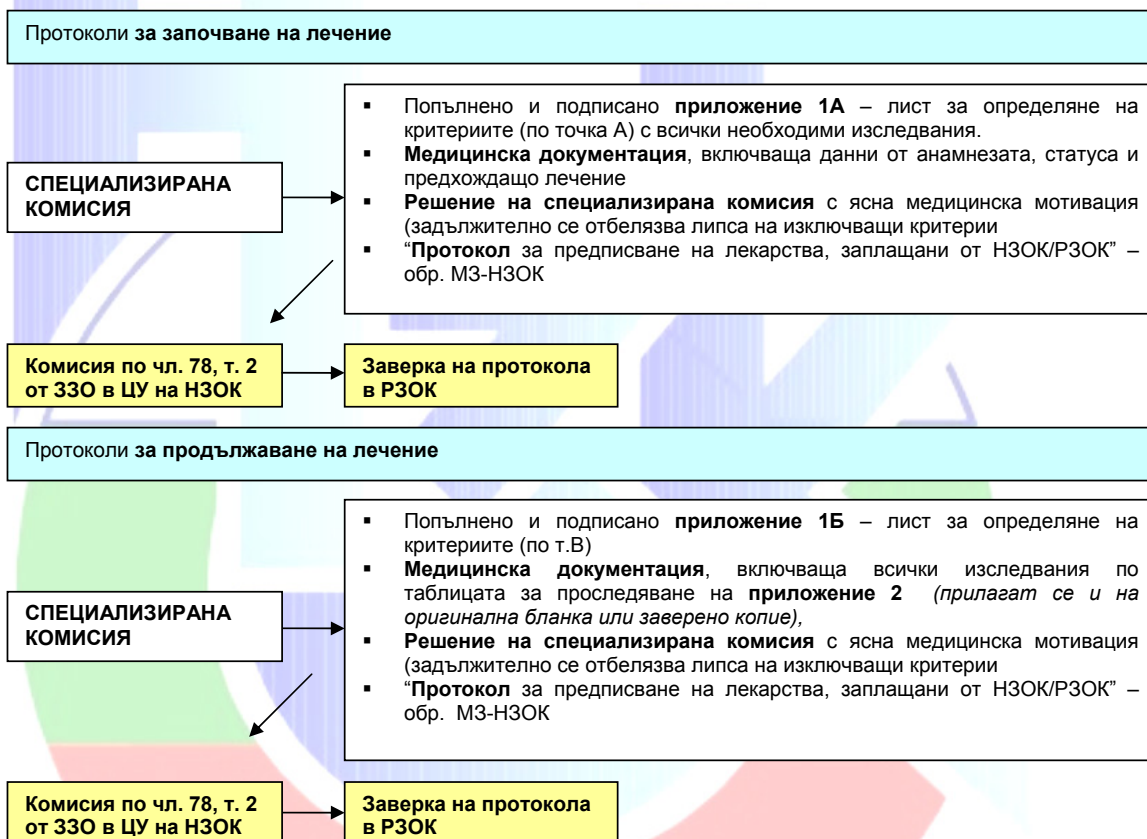 Протоколи за започване на лечение
СПЕЦИАЛИЗИРАНА
КОМИСИЯ
▪ Попълнено и подписано приложение 1А – лист за определяне на
критериите (по точка А) с всички необходими изследвания.
▪ Медицинска документация, включваща данни от анамнезата, статуса и
предхождащо лечение
▪ Решение на специализирана комисия с ясна медицинска мотивация
(задължително се отбелязва липса на изключващи критерии
▪ “Протокол за предписване на лекарства, заплащани от НЗОК/РЗОК” –
обр. МЗ-НЗОК
Комисия по чл. 78, т. 2
от ЗЗО в ЦУ на НЗОК
Заверка на протокола
в РЗОК
Протоколи за продължаване на лечение
СПЕЦИАЛИЗИРАНА
КОМИСИЯ
▪ Попълнено и подписано приложение 1Б – лист за определяне на
критериите (по т.В)
▪ Медицинска документация, включваща всички изследвания по
таблицата за проследяване на приложение 2 (прилагат се и на
оригинална бланка или заверено копие),
▪ Решение на специализирана комисия с ясна медицинска мотивация
(задължително се отбелязва липса на изключващи критерии
▪ “Протокол за предписване на лекарства, заплащани от НЗОК/РЗОК” –
обр. МЗ-НЗОК
Комисия по чл. 78, т. 2
от ЗЗО в ЦУ на НЗОК
Заверка на протокола
в РЗОК